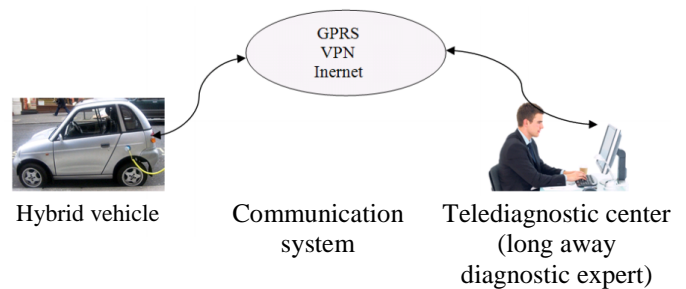 GPRS
VPN
Inernet
Hybrid vehicle
Communication
system
Telediagnostic center
(long away
diagnostic expert)